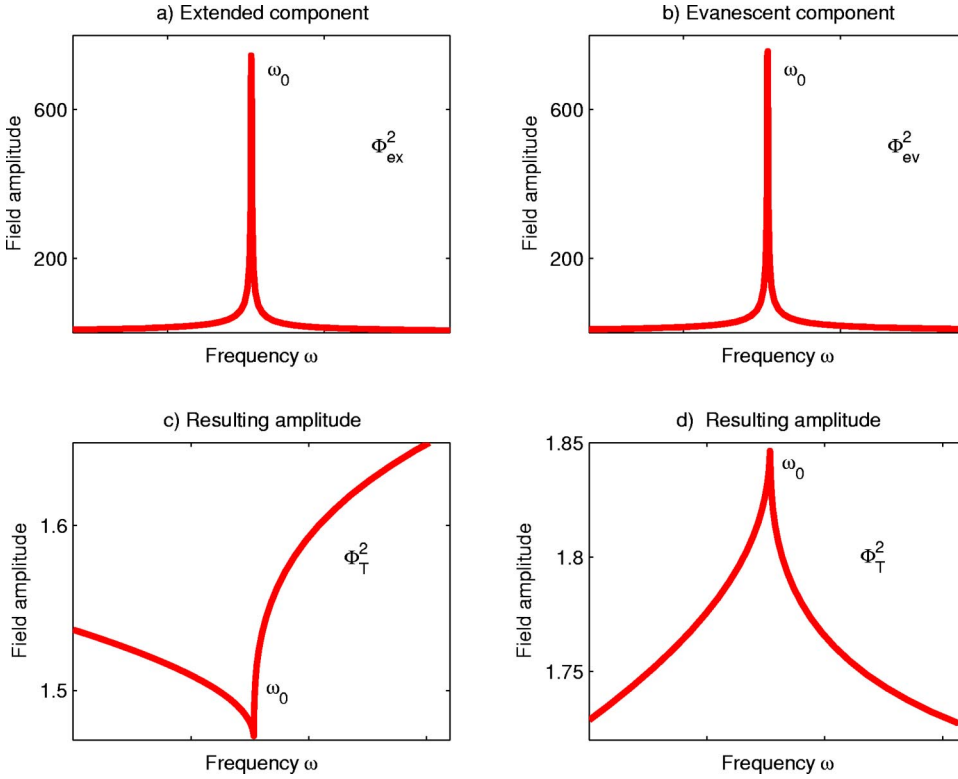 a) Extended component
Field amplitude
600
200
ω0
Φ2ex
Frequency ω
b) Evanescent component
Field amplitude
600
200
ω0
Φ2ev
Frequency ω
c) Resulting amplitude
Field amplitude
1.6
1.5
Φ2T
ω0
Frequency ω
d) Resulting amplitude
Field amplitude
1.85
1.8
1.75
ω0
Φ2T
Frequency ω